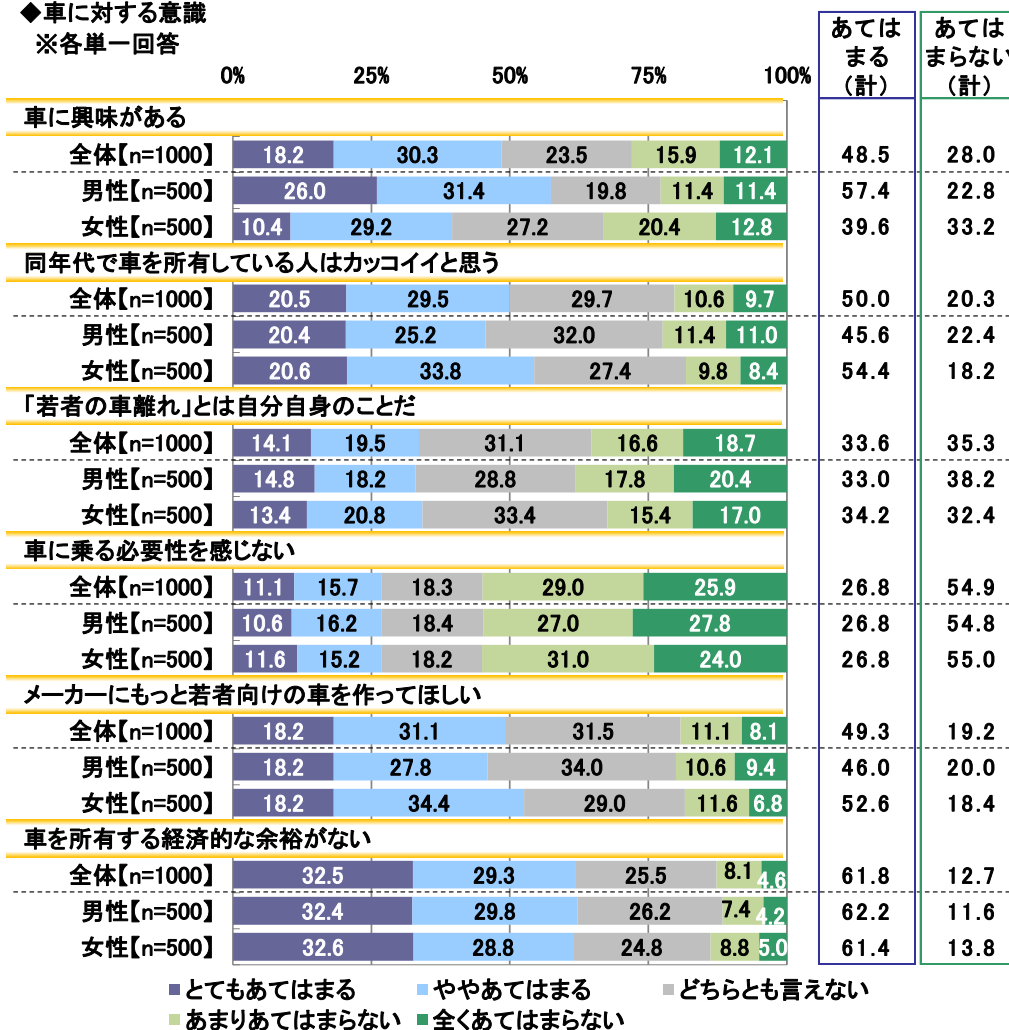 ◆車に対する意識
※各単一回答
あてはまる（計）
あてはまらない（計）
0% 25% 50% 75% 100%
車に興味がある
全体【n=1000】 18.2 30.3 23.5 15.9 12.1 48.5 28.0
男性【n=500】 26.0 31.4 19.8 11.4 11.4 57.4 22.8
女性【n=500】 10.4 29.2 27.2 20.4 12.8 39.6 33.2
同年代で車を所有している人はカッコイイと思う
全体【n=1000】 20.5 29.5 29.7 10.6 9.7 50.0 20.3
男性【n=500】 20.4 25.2 32.0 11.4 11.0 45.6 22.4
女性【n=500】 20.6 33.8 27.4 9.8 8.4 54.4 18.2
「若者の車離れ」とは自分自身のことだ
全体【n=1000】 14.1 19.5 31.1 16.6 18.7 33.6 35.3
男性【n=500】 14.8 18.2 28.8 17.8 20.4 33.0 38.2
女性【n=500】 13.4 20.8 33.4 15.4 17.0 34.2 32.4
車に乗る必要性を感じない
全体【n=1000】 11.1 15.7 18.3 29.0 25.9 26.8 54.9
男性【n=500】 10.6 16.2 18.4 27.0 27.8 26.8 54.8
女性【n=500】 11.6 15.2 18.2 31.0 24.0 26.8 55.0
メーカーにもっと若者向けの車を作ってほしい
全体【n=1000】 18.2 31.1 31.5 11.1 8.1 49.3 19.2
男性【n=500】 18.2 27.8 34.0 10.6 9.4 46.0 20.0
女性【n=500】 18.2 34.4 29.0 11.6 6.8 52.6 18.4
車を所有する経済的な余裕がない
全体【n=1000】 32.5 29.3 25.5 8.1 4.6 61.8 12.7
男性【n=500】 32.4 29.8 26.2 7.4 4.2 62.2 11.6
女性【n=500】 32.6 28.8 24.8 8.8 5.0 61.4 13.8
とてもあてはまる ややあてはまる どちらとも言えない
あまりあてはまらない 全くあてはまらない